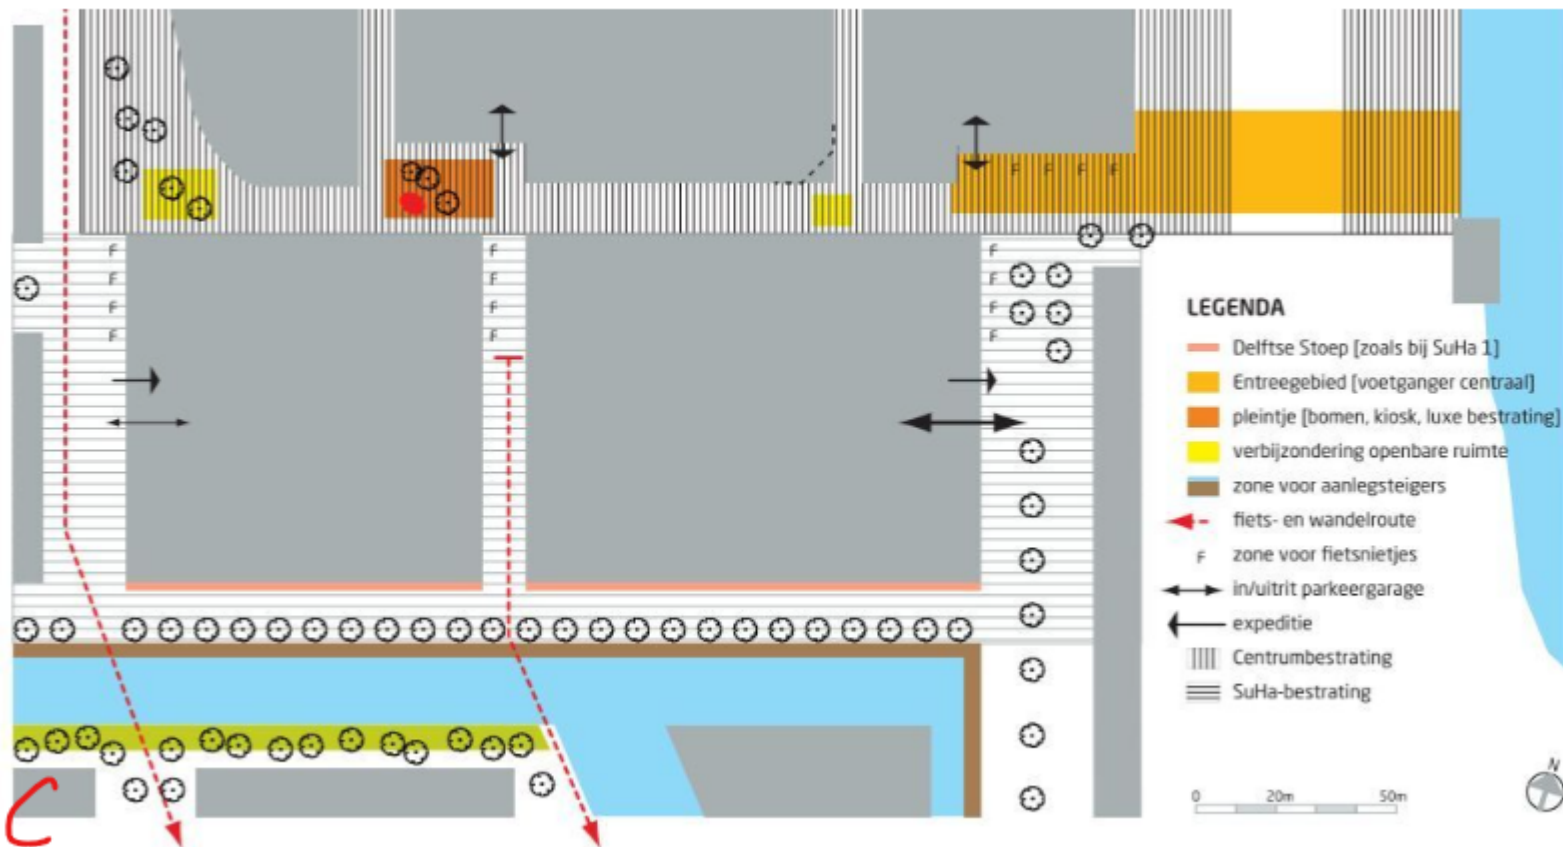 F F F F
F F F
F F F
F F F
F F F
LEGENDA
Delftse Stoep [zoals bij SuHa 1]
Entreegebied [voetganger centraal]
pleintje [bomen, kiosk, luxe bestrating]
verbijzondering openbare ruimte
zone voor aanlegsteigers
fiets- en wandelroute
F zone voor fietsnietjes
in/uitrit parkeergarage
expeditie
Centrumbestrating
SuHa-bestrating
N
0 20m 50m
C